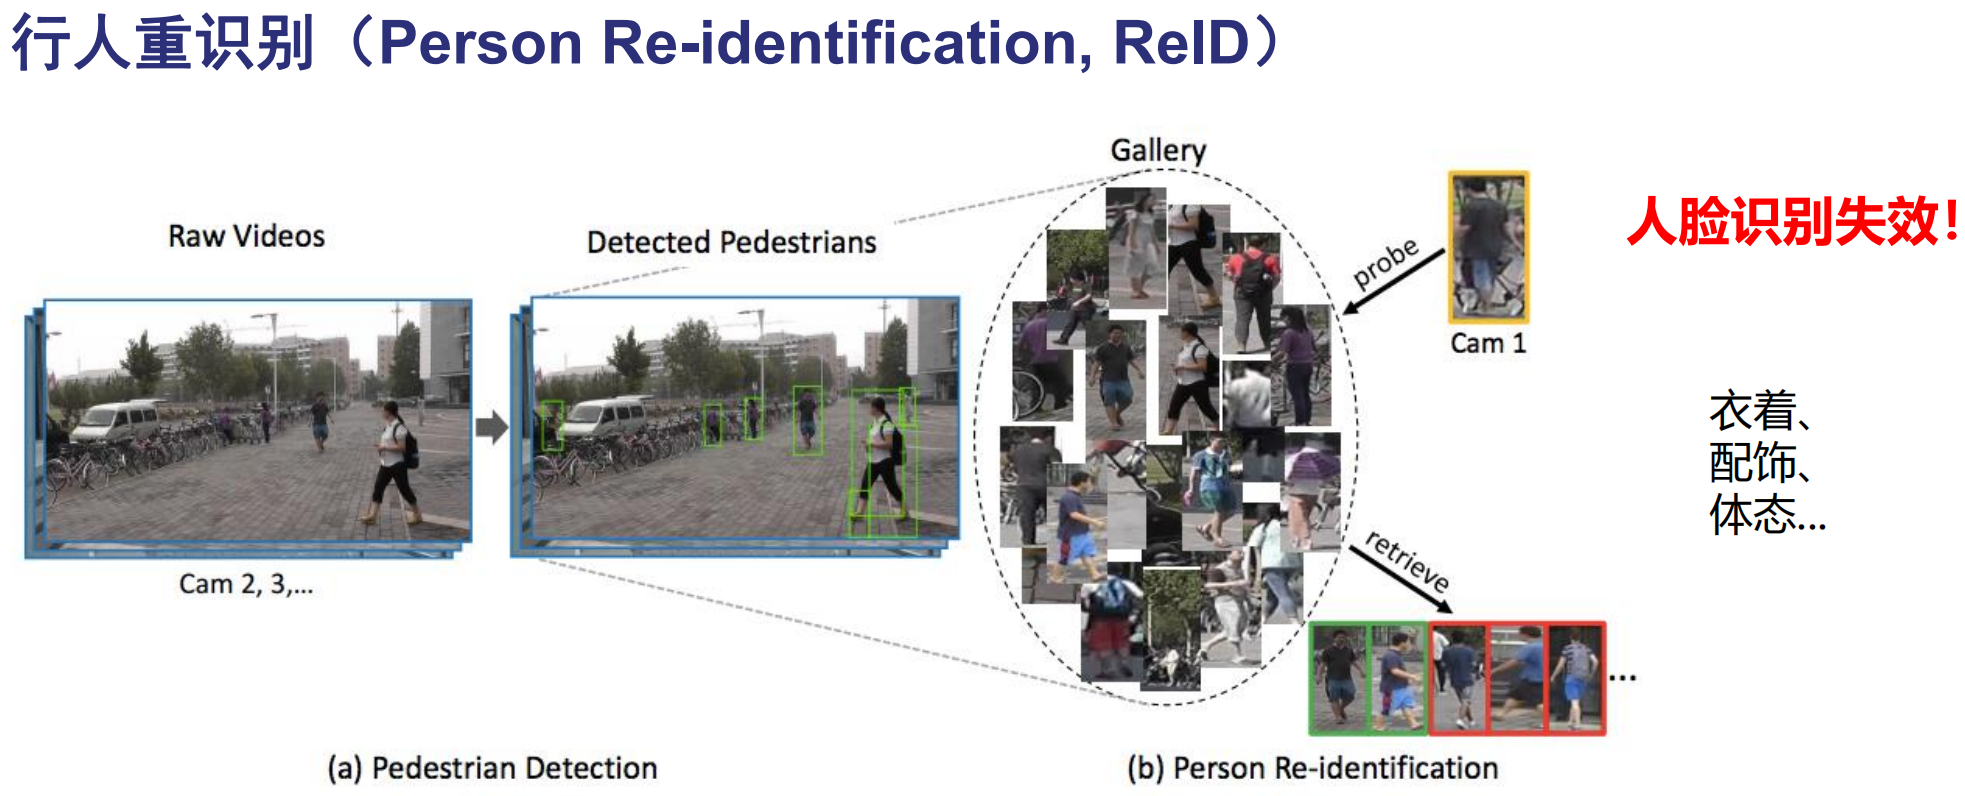 行人重识别（Person Re-identification, ReID）
Gallery
Raw Videos
Detected Pedestrians
probe
人脸识别失效！
Cam 1
衣着、
配饰、
体态...
retrieve
Cam 2, 3,...
...
(a) Pedestrian Detection
(b) Person Re-identification